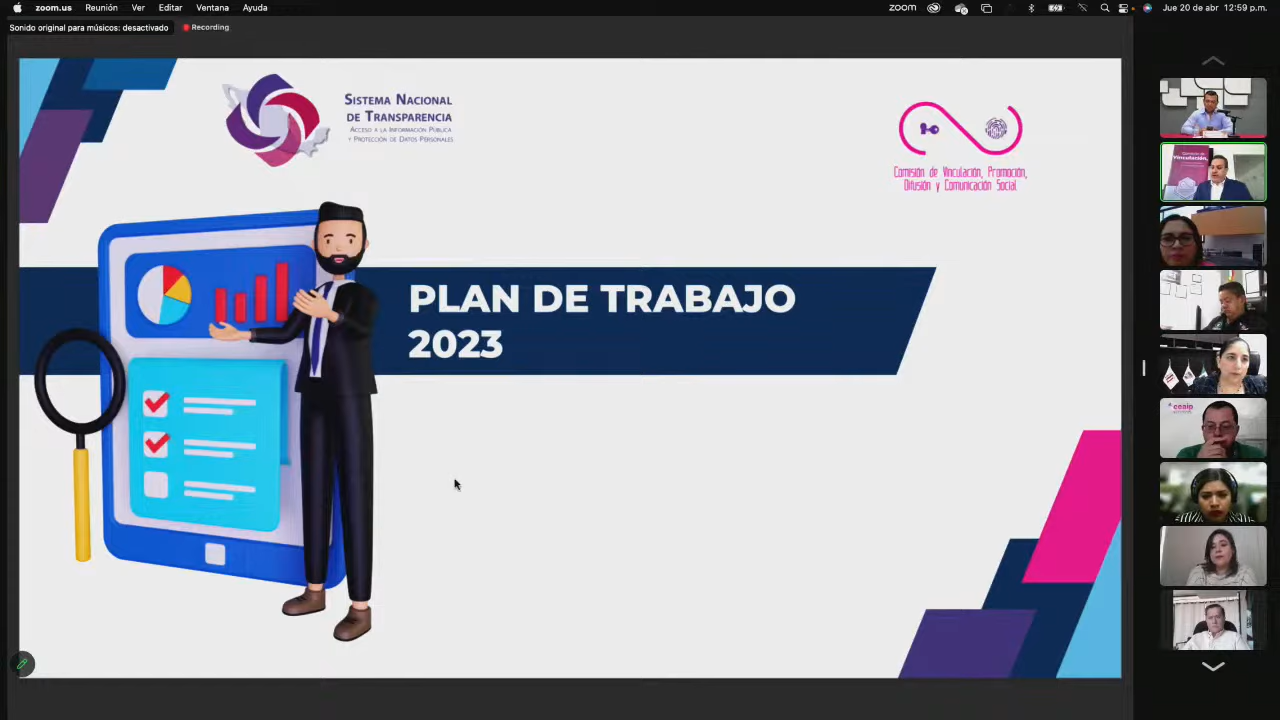 zoom.us Reunión Ver Editar Ventana Ayuda
zoom Jue 20 de abr 12:59 p.m.
Sonido original para músicos: desactivado Recording
SISTEMA NACIONAL
DE TRANSPARENCIA
ACCESO A LA INFORMACIÓN PÚBLICA
Y PROTECCIÓN DE DATOS PERSONALES
Comisión de Vinculación, Promoción,
Difusión y Comunicación Social
PLAN DE TRABAJO
2023
Vinculación,
ceaip